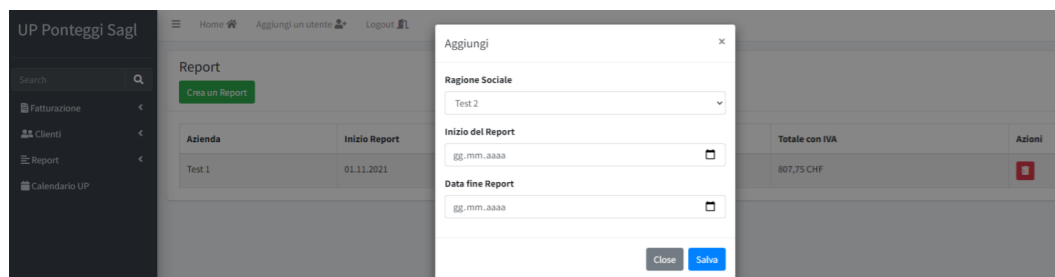 UP Ponteggi Sagl
Home
Aggiungi un utente
Logout
Search
Fatturazione
Clienti
Report
Calendario UP
Report
Crea un Report
Azienda
Inizio Report
Totale con IVA
Azioni
Test 1
01.11.2021
807,75 CHF
Aggiungi
×
Ragione Sociale
Test 2
Inizio del Report
gg.mm.aaaa
Data fine Report
gg.mm.aaaa
Close
Salva